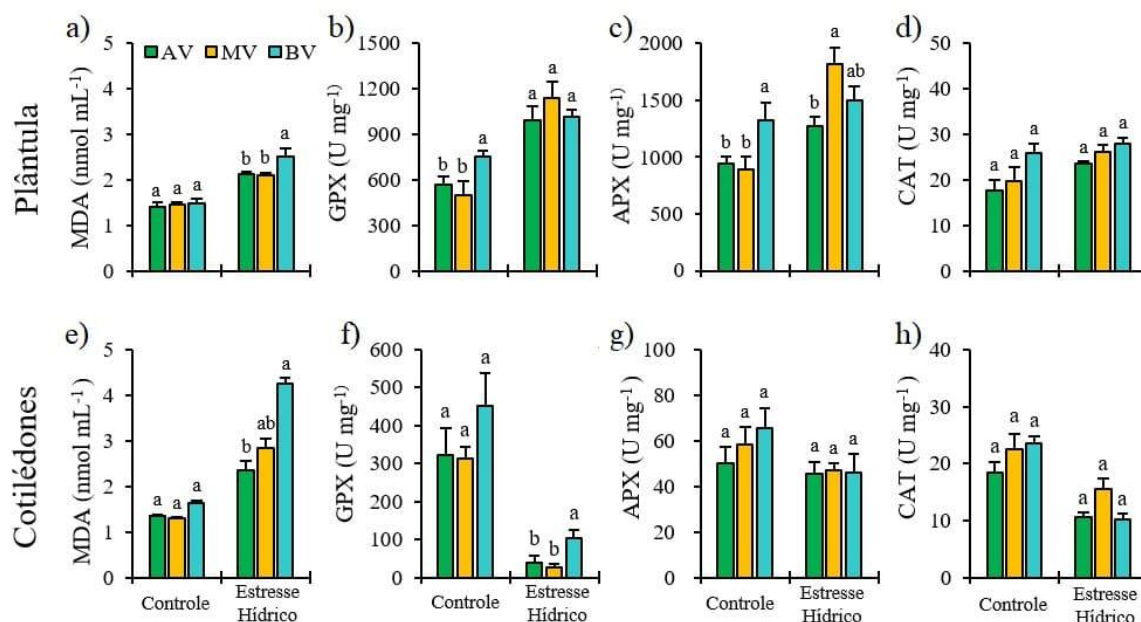 a)
b)
c)
d)
AV MV BV
Plântula
MDA (nmol mL⁻¹)
5
4
3
2
1
0
a a a b b a
GPX (U mg⁻¹)
1500
1200
900
600
300
0
b b a a a a
APX (U mg⁻¹)
2000
1500
1000
500
0
b b a b a ab
CAT (U mg⁻¹)
50
40
30
20
10
0
a a a a a a
e)
f)
g)
h)
Cotilédones
MDA (nmol mL⁻¹)
5
4
3
2
1
0
a a a b ab a
Controle
Estresse
Hídrico
GPX (U mg⁻¹)
600
500
400
300
200
100
0
a a a b b a
Controle
Estresse
Hídrico
APX (U mg⁻¹)
100
80
60
40
20
0
a a a a a a
Controle
Estresse
Hídrico
CAT (U mg⁻¹)
40
30
20
10
0
a a a a a a
Controle
Estresse
Hídrico